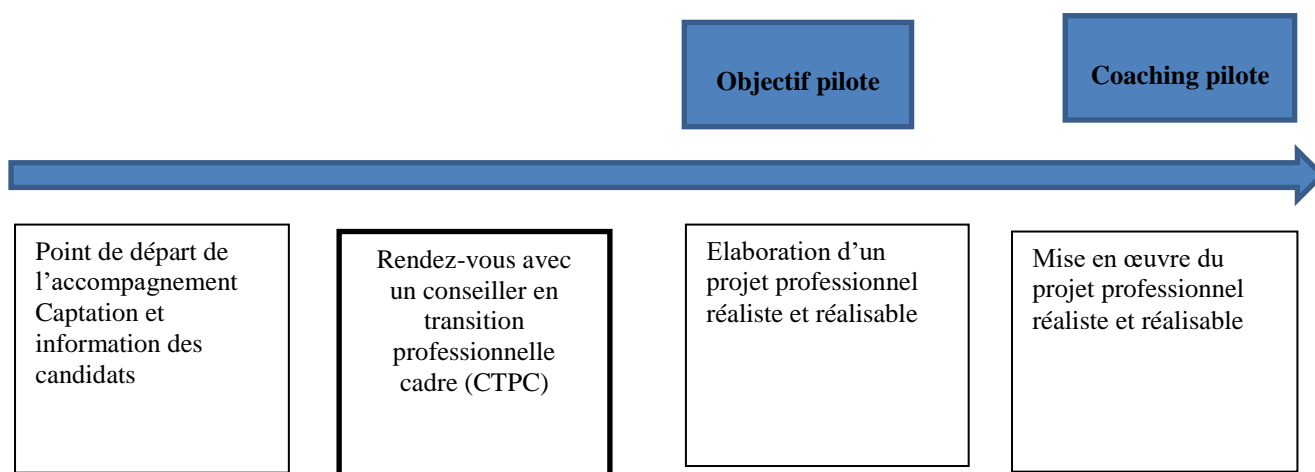 Objectif pilote
Coaching pilote
Point de départ de
l'accompagnement
Captation et
information des
candidats
Rendez-vous avec
un conseiller en
transition
professionnelle
cadre (CTPC)
Elaboration d'un
projet professionnel
réaliste et réalisable
Mise en œuvre du
projet professionnel
réaliste et réalisable